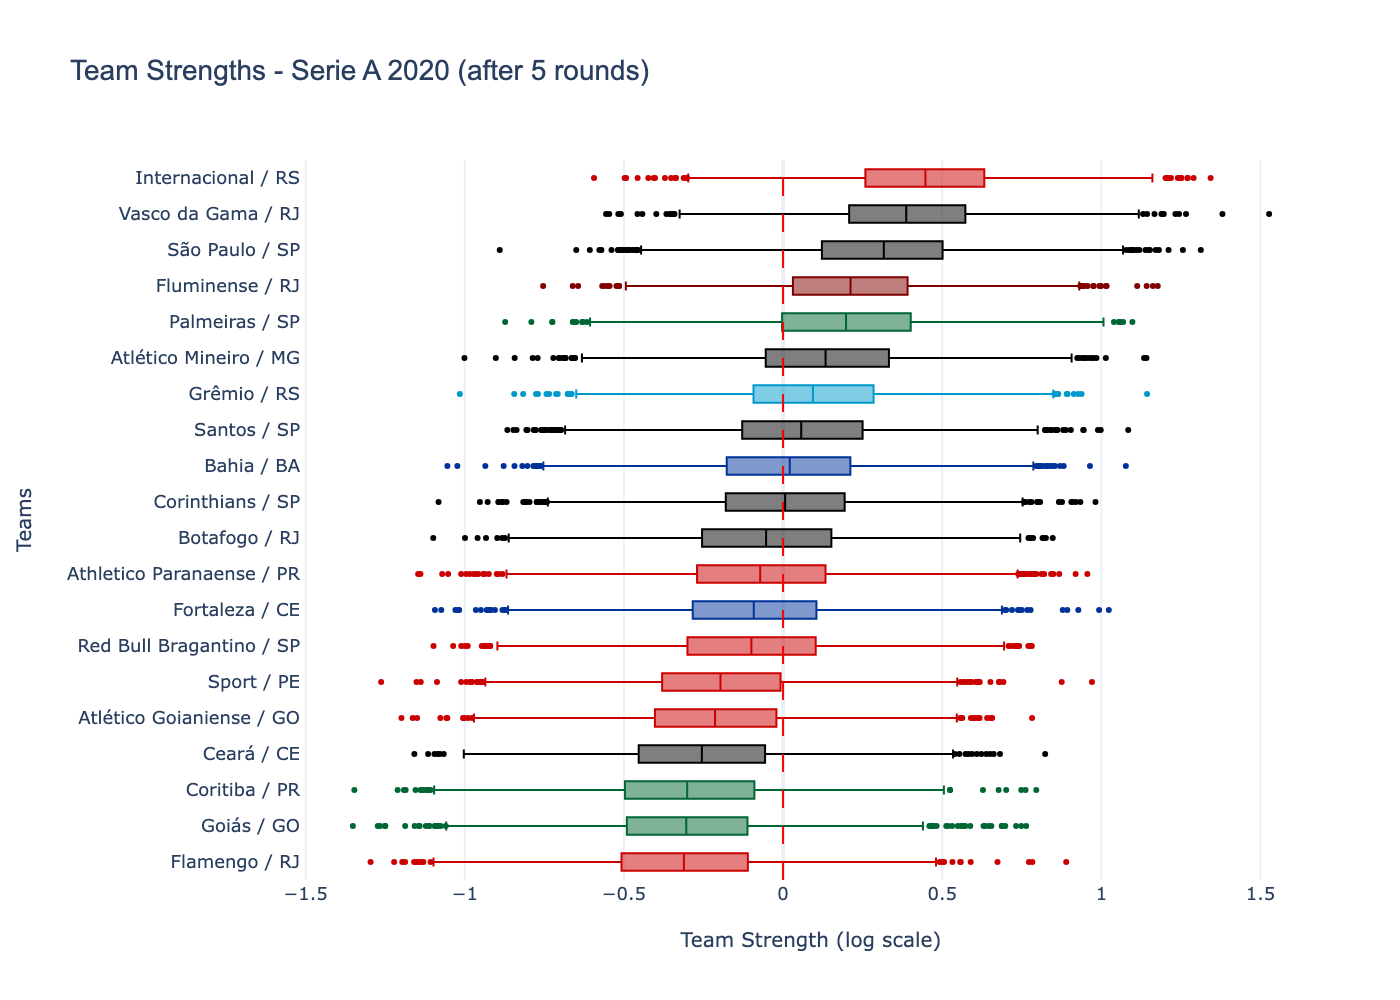 Team Strengths - Serie A 2020 (after 5 rounds)
Internacional / RS
Vasco da Gama / RJ
São Paulo / SP
Fluminense / RJ
Palmeiras / SP
Atlético Mineiro / MG
Grêmio / RS
Santos / SP
Bahia / BA
Corinthians / SP
Botafogo / RJ
Athletico Paranaense / PR
Fortaleza / CE
Red Bull Bragantino / SP
Sport / PE
Atlético Goianiense / GO
Ceará / CE
Coritiba / PR
Goiás / GO
Flamengo / RJ
Teams
−1.5 −1 −0.5 0 0.5 1 1.5
Team Strength (log scale)